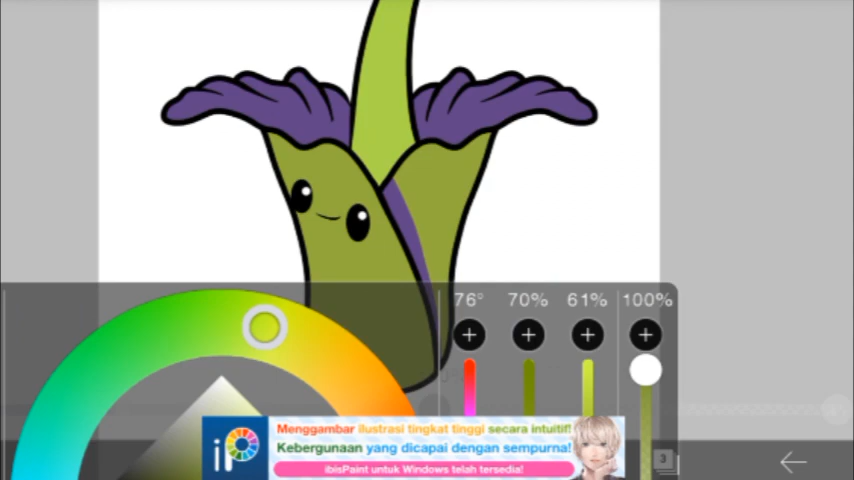 76° 70% 61% 100%
iP
Menggambar ilustrasi tingkat tinggi secara intuitif!
Kebergunaan yang dicapai dengan sempurna!
ibisPaint untuk Windows telah tersedia!
3